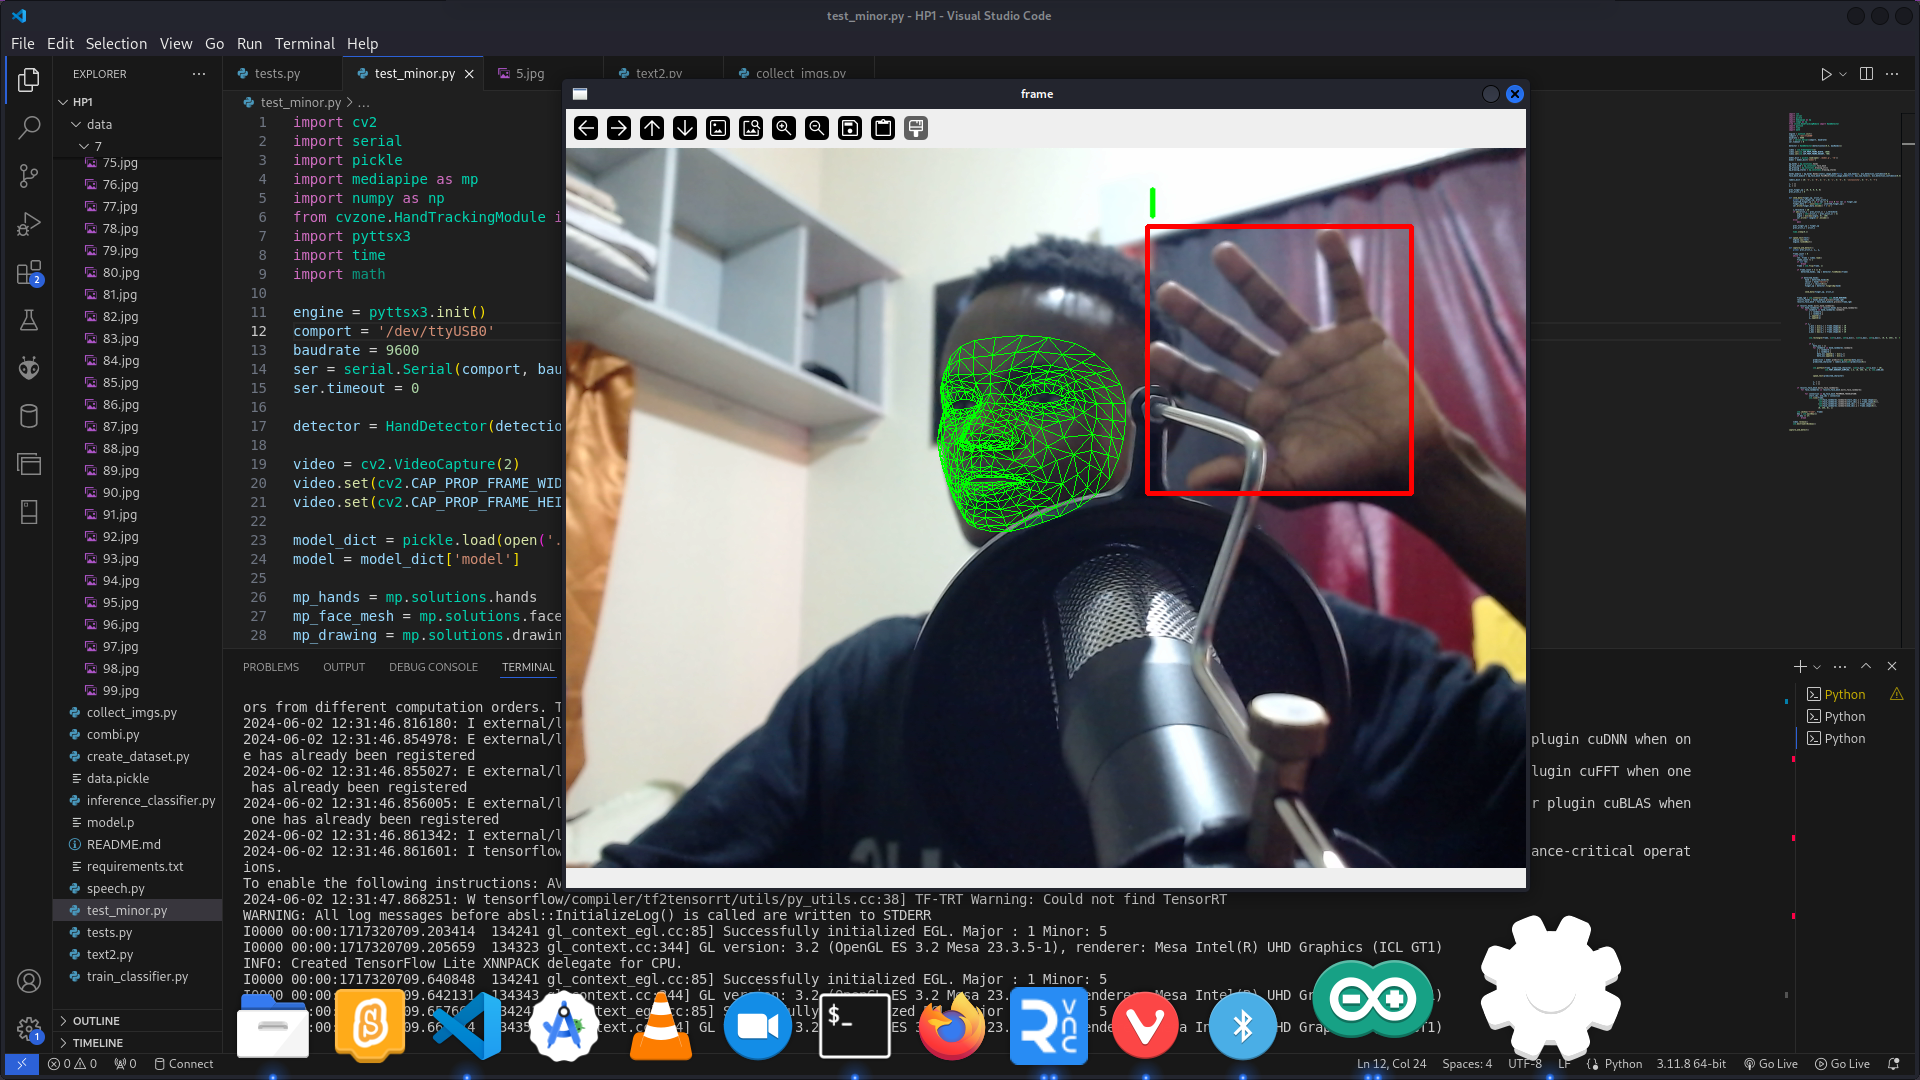 test_minor.py - HP1 - Visual Studio Code
File Edit Selection View Go Run Terminal Help
EXPLORER
tests.py
test_minor.py
5.jpg
text2.py
collect_imgs.py
HP1
data
7
75.jpg
76.jpg
77.jpg
78.jpg
79.jpg
80.jpg
81.jpg
82.jpg
83.jpg
84.jpg
85.jpg
86.jpg
87.jpg
88.jpg
89.jpg
90.jpg
91.jpg
92.jpg
93.jpg
94.jpg
95.jpg
96.jpg
97.jpg
98.jpg
99.jpg
collect_imgs.py
combi.py
create_dataset.py
data.pickle
inference_classifier.py
model.p
README.md
requirements.txt
speech.py
test_minor.py
tests.py
text2.py
train_classifier.py
OUTLINE
TIMELINE
2
1
test_minor.py > ...
1 import cv2
2 import serial
3 import pickle
4 import mediapipe as mp
5 import numpy as np
6 from cvzone.HandTrackingModule i
7 import pyttsx3
8 import time
9 import math
10
11 engine = pyttsx3.init()
12 comport = '/dev/ttyUSB0'
13 baudrate = 9600
14 ser = serial.Serial(comport, bau
15 ser.timeout = 0
16
17 detector = HandDetector(detectio
18
19 video = cv2.VideoCapture(2)
20 video.set(cv2.CAP_PROP_FRAME_WID
21 video.set(cv2.CAP_PROP_FRAME_HEI
22
23 model_dict = pickle.load(open('.
24 model = model_dict['model']
25
26 mp_hands = mp.solutions.hands
27 mp_face_mesh = mp.solutions.face
28 mp_drawing = mp.solutions.drawin
frame
PROBLEMS OUTPUT DEBUG CONSOLE TERMINAL
ors from different computation orders. T
2024-06-02 12:31:46.816180: I external/l
2024-06-02 12:31:46.854978: E external/l plugin cuDNN when on
e has already been registered
2024-06-02 12:31:46.855027: E external/l lugin cuFFT when one
has already been registered
2024-06-02 12:31:46.856005: E external/l r plugin cuBLAS when
one has already been registered
2024-06-02 12:31:46.861342: I external/l
2024-06-02 12:31:46.861601: I tensorflow ance-critical operat
ions.
To enable the following instructions: AV
2024-06-02 12:31:47.868251: W tensorflow/compiler/tf2tensorrt/utils/py_utils.cc:38] TF-TRT Warning: Could not find TensorRT
WARNING: All log messages before absl::InitializeLog() is called are written to STDERR
I0000 00:00:1717320709.203414 134241 gl_context_egl.cc:85] Successfully initialized EGL. Major : 1 Minor: 5
I0000 00:00:1717320709.205659 134323 gl_context.cc:344] GL version: 3.2 (OpenGL ES 3.2 Mesa 23.3.5-1), renderer: Mesa Intel(R) UHD Graphics (ICL GT1)
INFO: Created TensorFlow Lite XNNPACK delegate for CPU.
I0000 00:00:1717320709.640848 134241 gl_context_egl.cc:85] Successfully initialized EGL. Major : 1 Minor: 5
Python
Python
Python
$-
VNC
0 0 0 Connect
Ln 12, Col 24 Spaces: 4 UTF-8 LF Python 3.11.8 64-bit Go Live Go Live